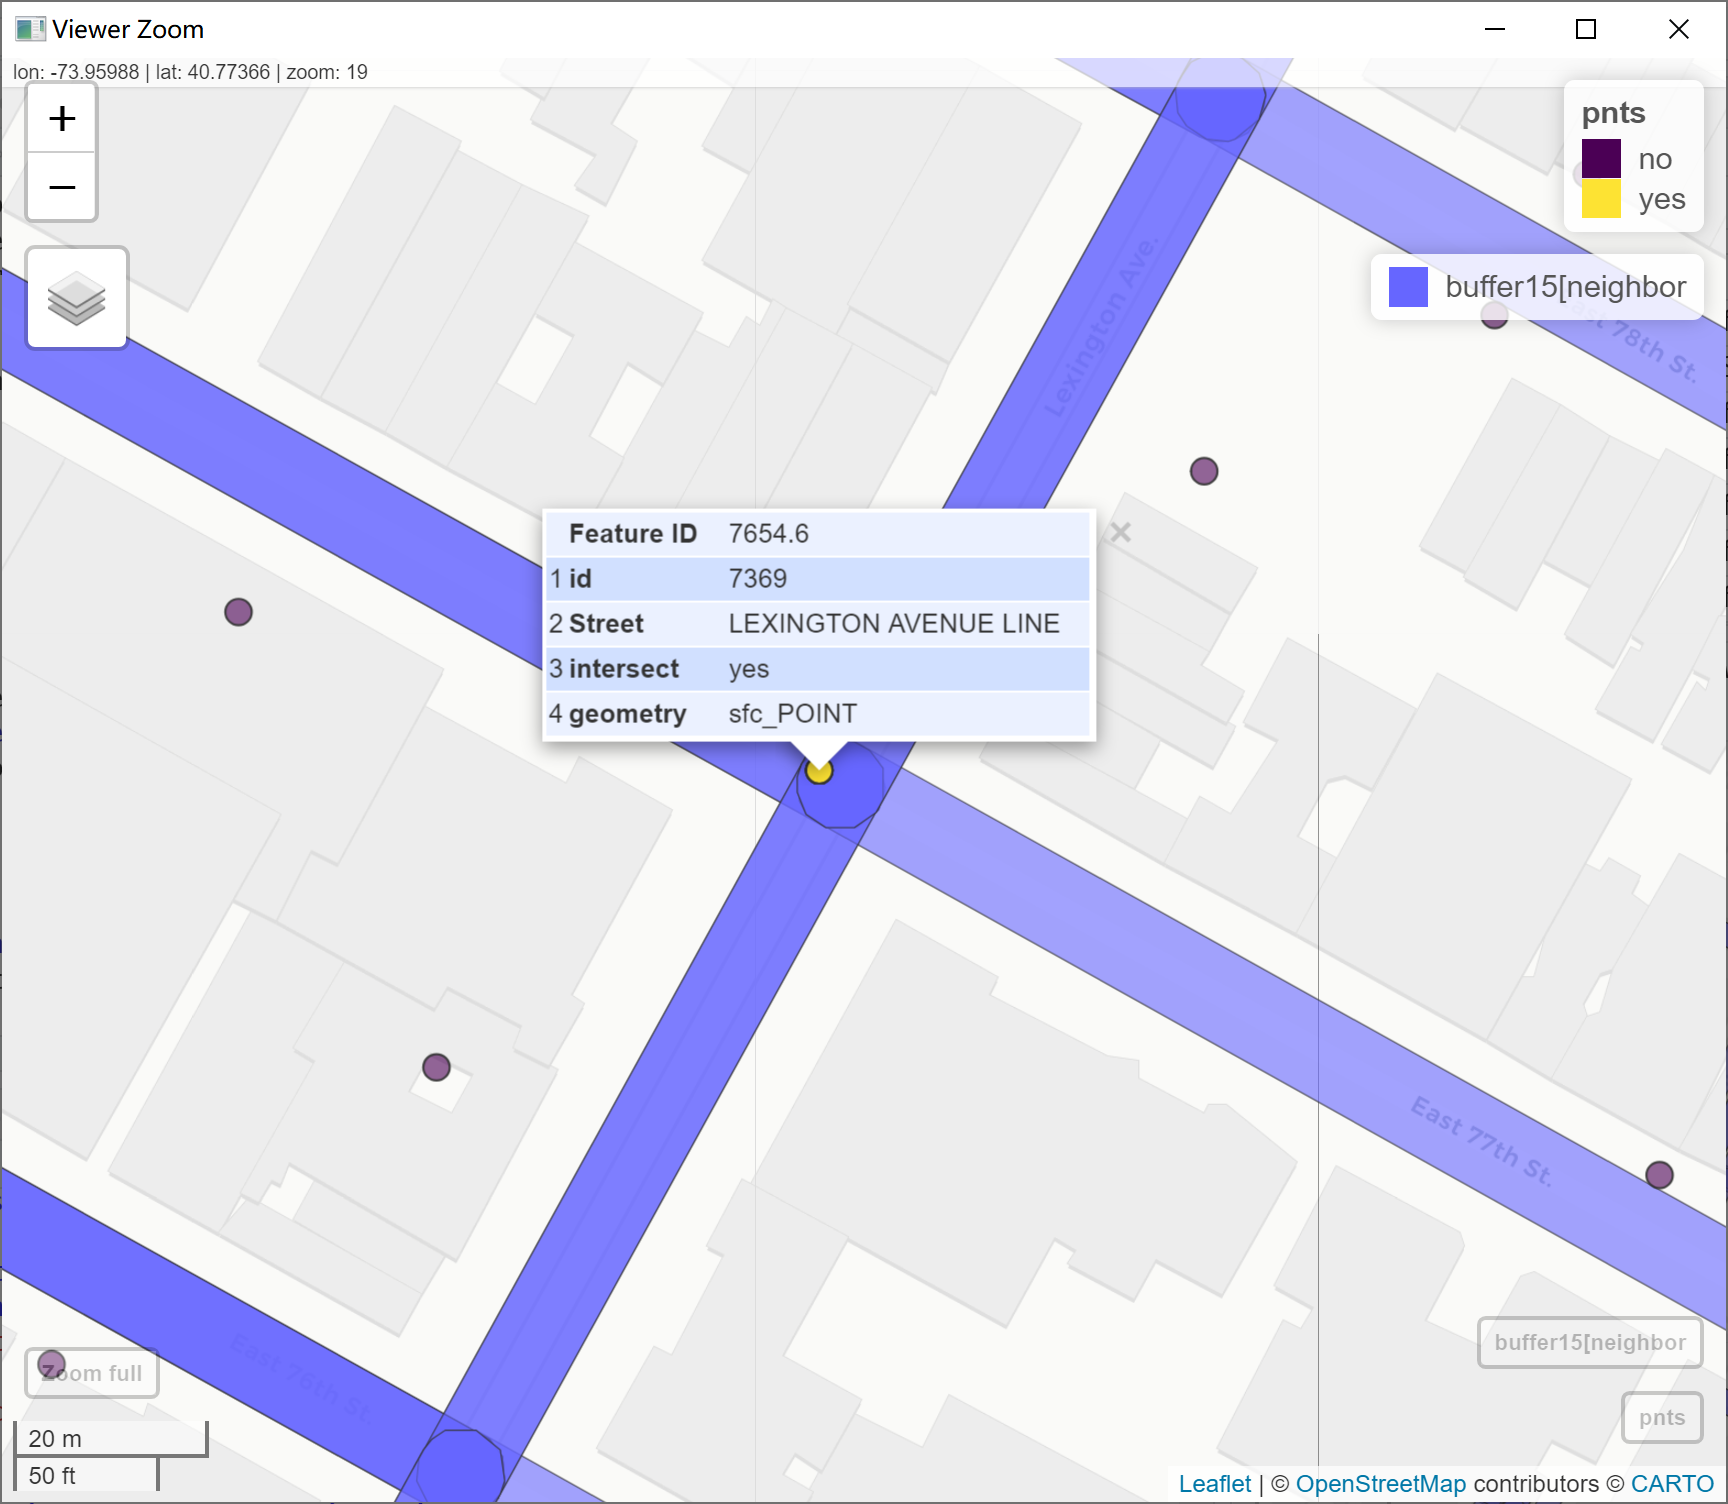 Viewer Zoom
lon: -73.95988 | lat: 40.77366 | zoom: 19
+
−
pnts
no
yes
buffer15[neighbor
East 78th St.
Lexington Ave.
Feature ID 7654.6
1 id 7369
2 Street LEXINGTON AVENUE LINE
3 intersect yes
4 geometry sfc_POINT
×
East 77th St.
East 76th St.
Zoom full
buffer15[neighbor
pnts
20 m
50 ft
Leaflet | © OpenStreetMap contributors © CARTO